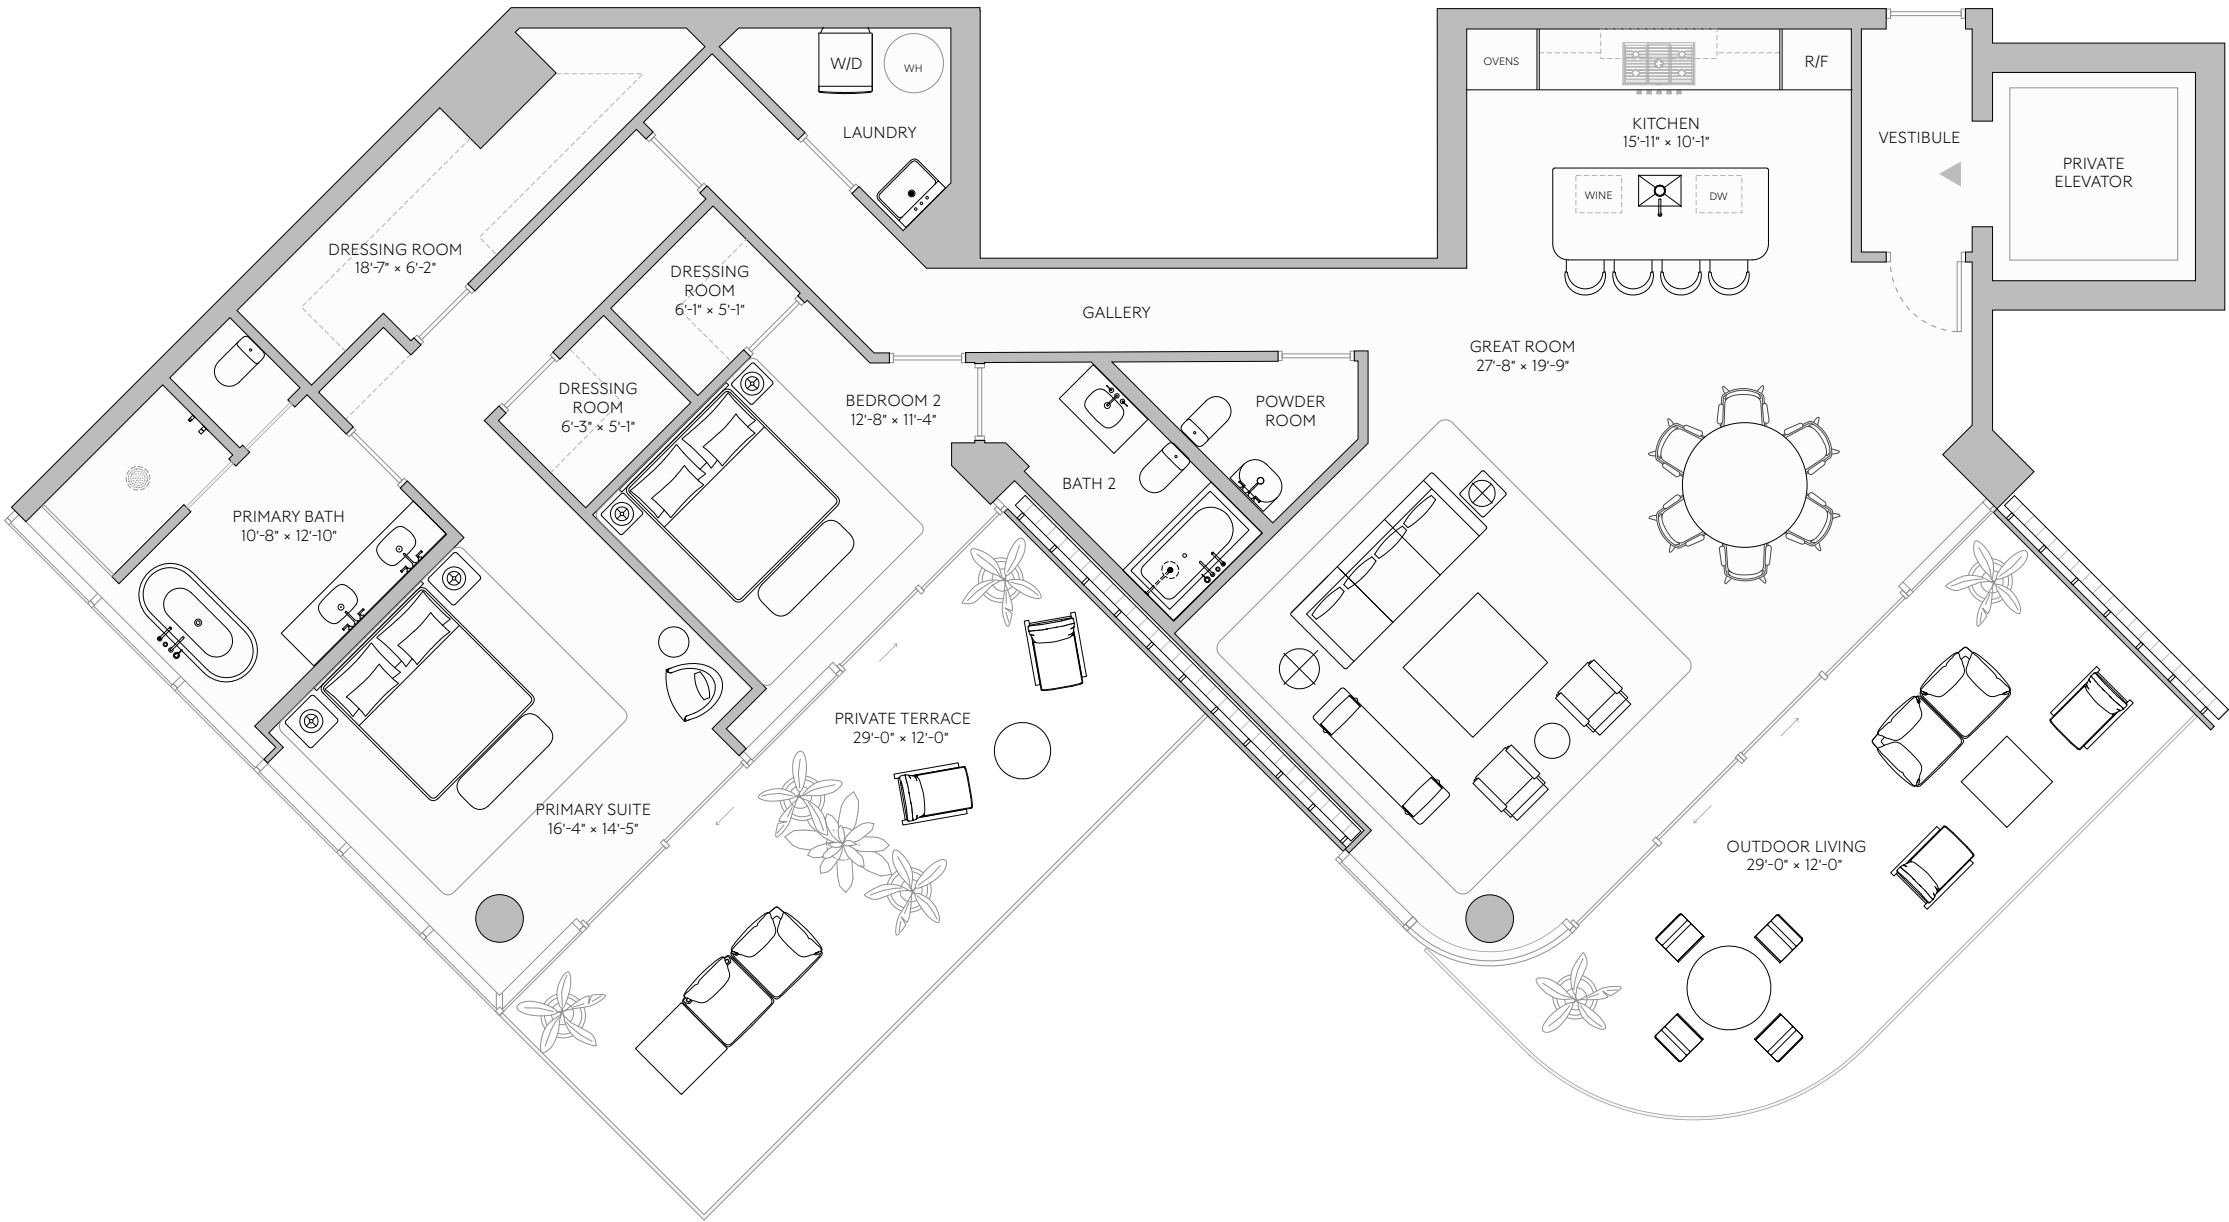 W/D
WH
LAUNDRY
OVENS
R/F
KITCHEN
15'-11" × 10'-1"
WINE
DW
VESTIBULE
PRIVATE
ELEVATOR
DRESSING ROOM
18'-7" × 6'-2"
DRESSING
ROOM
6'-1" × 5'-1"
GALLERY
GREAT ROOM
27'-8" × 19'-9"
DRESSING
ROOM
6'-3" × 5'-1"
BEDROOM 2
12'-8" × 11'-4"
POWDER
ROOM
BATH 2
PRIMARY BATH
10'-8" × 12'-10"
PRIVATE TERRACE
29'-0" × 12'-0"
PRIMARY SUITE
16'-4" × 14'-5"
OUTDOOR LIVING
29'-0" × 12'-0"